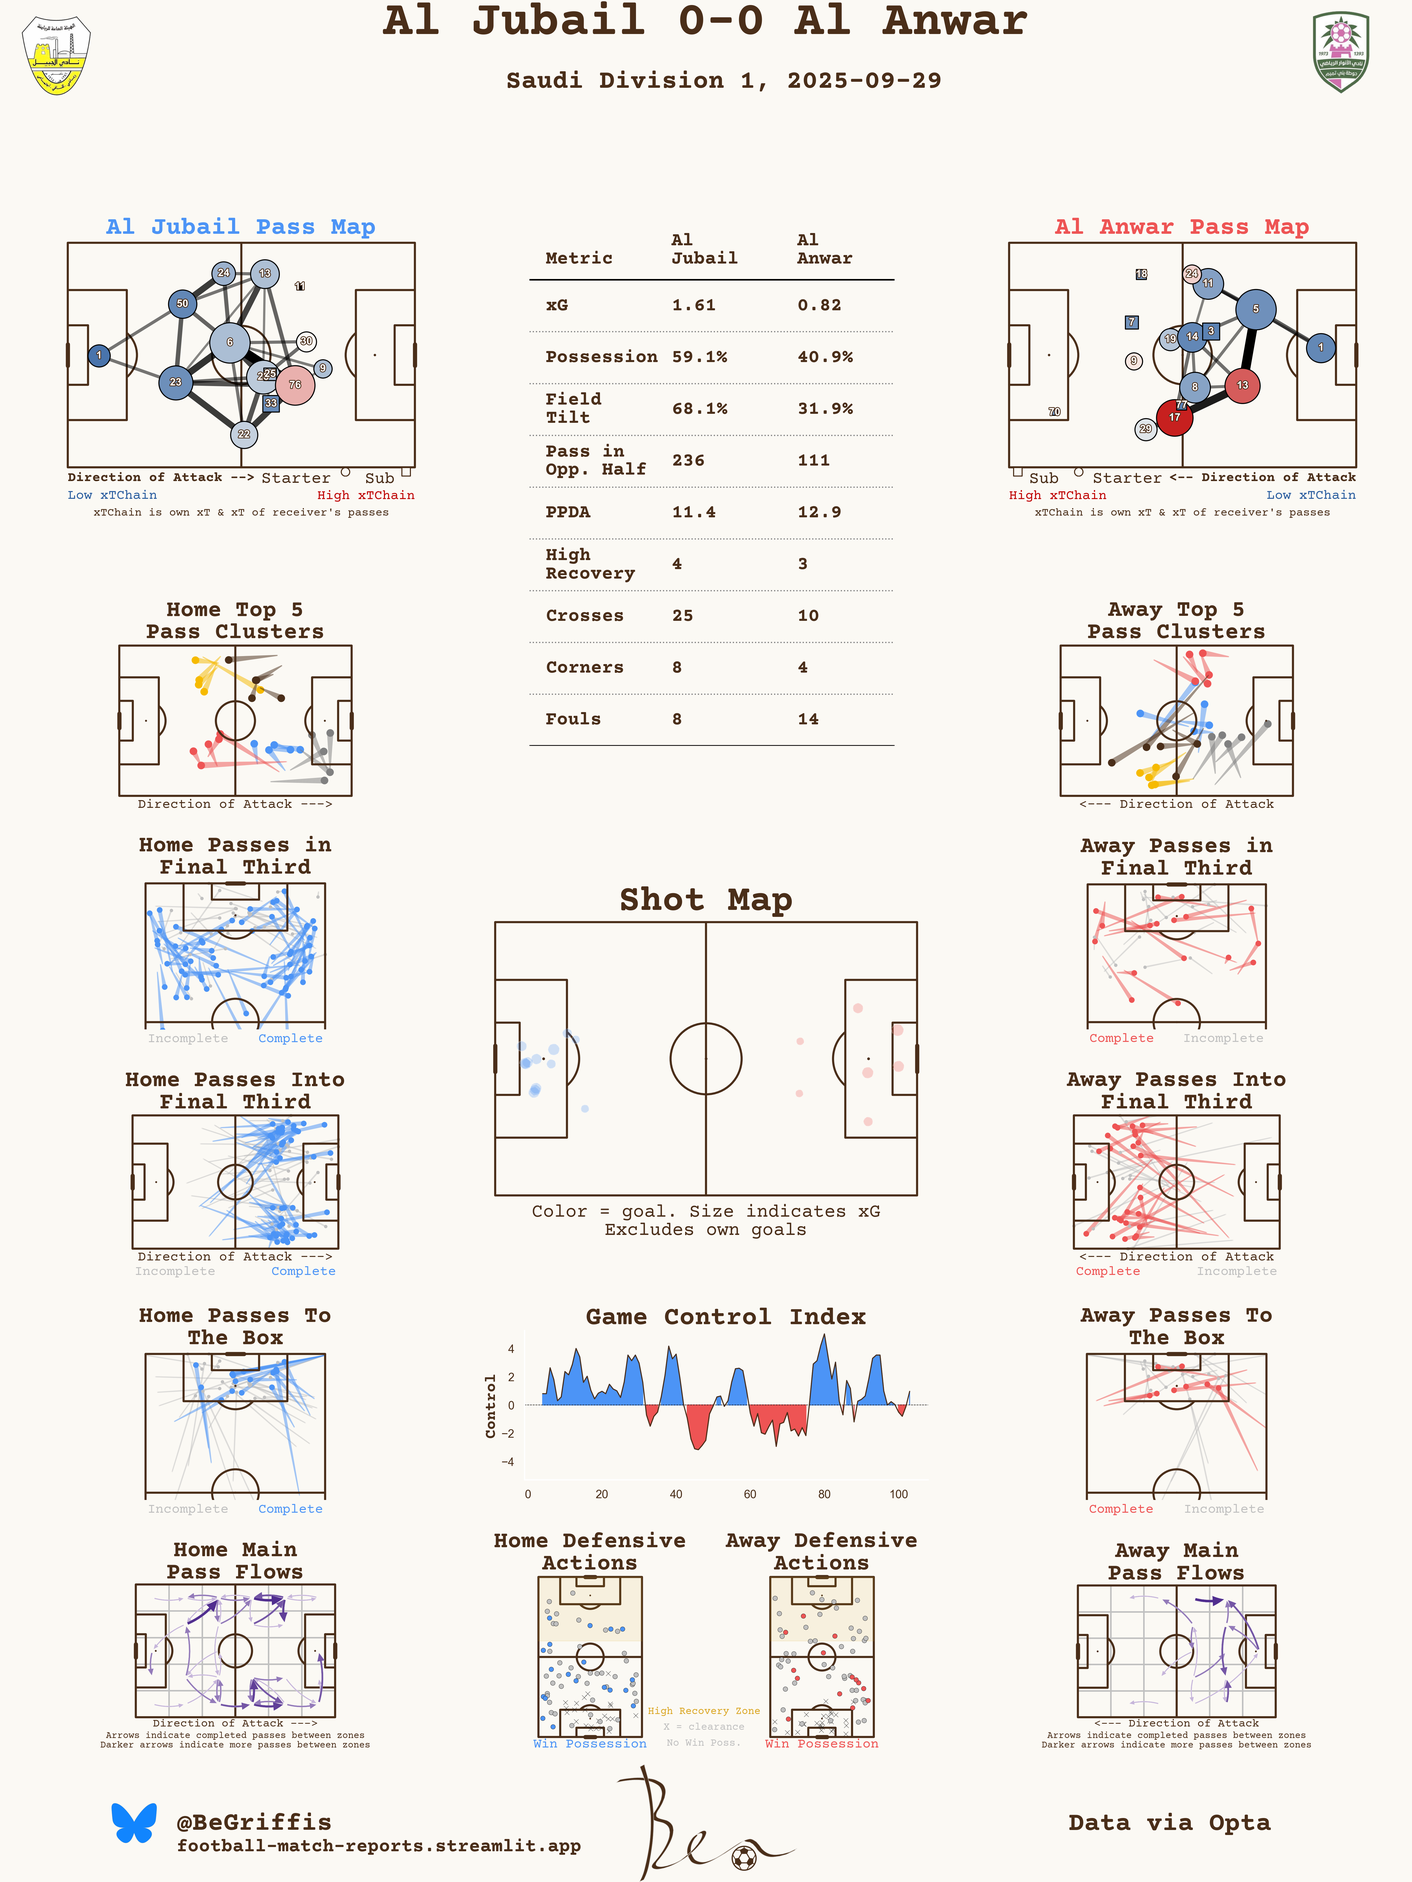 Al Jubail 0-0 Al Anwar
Saudi Division 1, 2025-09-29
Al Jubail Pass Map
24
13
11
50
6
30
1
9
25
76
23
33
22
Direction of Attack --> Starter Sub
Low xTChain High xTChain
xTChain is own xT & xT of receiver's passes
Metric Al Jubail Al Anwar
xG 1.61 0.82
Possession 59.1% 40.9%
Field Tilt 68.1% 31.9%
Pass in Opp. Half 236 111
PPDA 11.4 12.9
High Recovery 4 3
Crosses 25 10
Corners 8 4
Fouls 8 14
Al Anwar Pass Map
18
24
11
5
7
3
19
14
1
9
8
13
77
70
17
29
Sub Starter <-- Direction of Attack
High xTChain Low xTChain
xTChain is own xT & xT of receiver's passes
Home Top 5
Pass Clusters
Direction of Attack --->
Away Top 5
Pass Clusters
<--- Direction of Attack
Home Passes in
Final Third
Incomplete Complete
Shot Map
Color = goal. Size indicates xG
Excludes own goals
Away Passes in
Final Third
Complete Incomplete
Home Passes Into
Final Third
Direction of Attack --->
Incomplete Complete
Away Passes Into
Final Third
<--- Direction of Attack
Complete Incomplete
Home Passes To
The Box
Incomplete Complete
Game Control Index
Control
4
2
0
−2
−4
0 20 40 60 80 100
Away Passes To
The Box
Complete Incomplete
Home Main
Pass Flows
Direction of Attack --->
Arrows indicate completed passes between zones
Darker arrows indicate more passes between zones
Home Defensive
Actions
Win Possession
High Recovery Zone
X = clearance
No Win Poss.
Away Defensive
Actions
Win Possession
Away Main
Pass Flows
<--- Direction of Attack
Arrows indicate completed passes between zones
Darker arrows indicate more passes between zones
@BeGriffis
football-match-reports.streamlit.app
Ben
Data via Opta